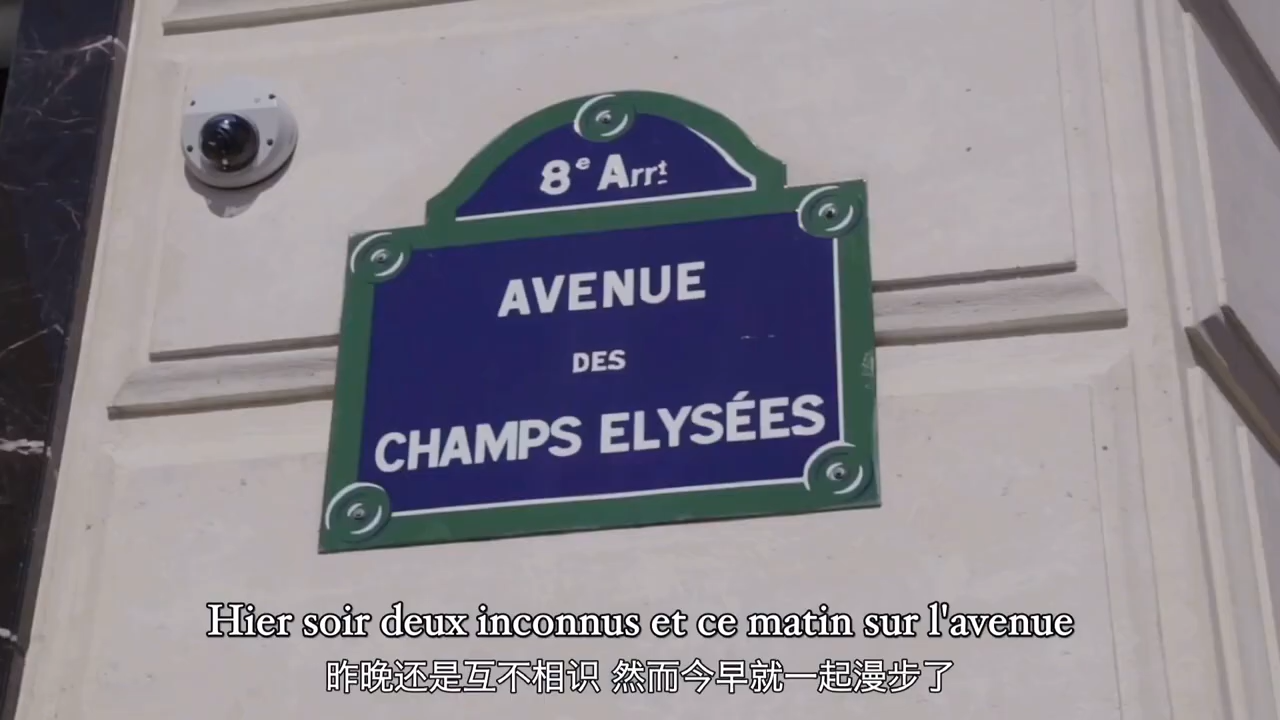 8e Arrt
AVENUE
DES
CHAMPS ELYSÉES
Hier soir deux inconnus et ce matin sur l'avenue
昨晚还是互不相识 然而今早就一起漫步了